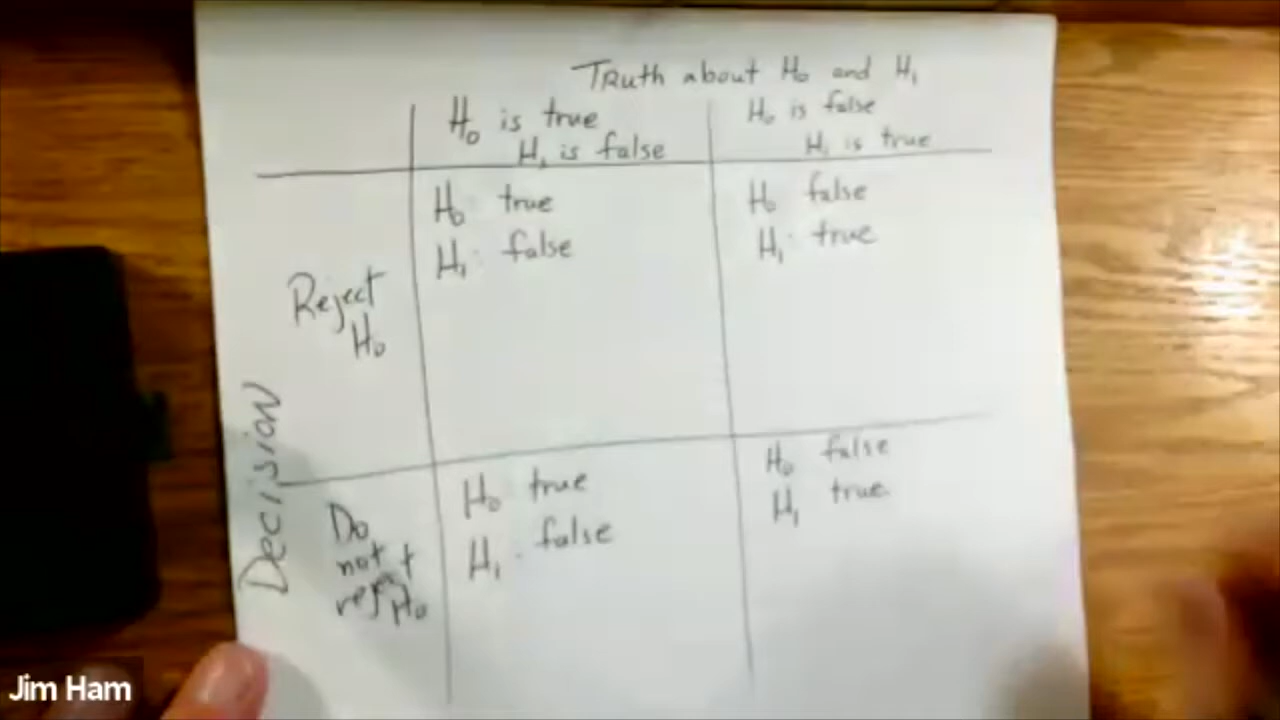 Truth about H₀ and H₁
H₀ is true
H₁ is false
H₀ is false
H₁ is true
Decision
Reject
H₀
H₀ true
H₁ false
H₀ false
H₁ true
Do
not
reject
H₀
H₀ true
H₁ false
H₀ false
H₁ true
Jim Ham